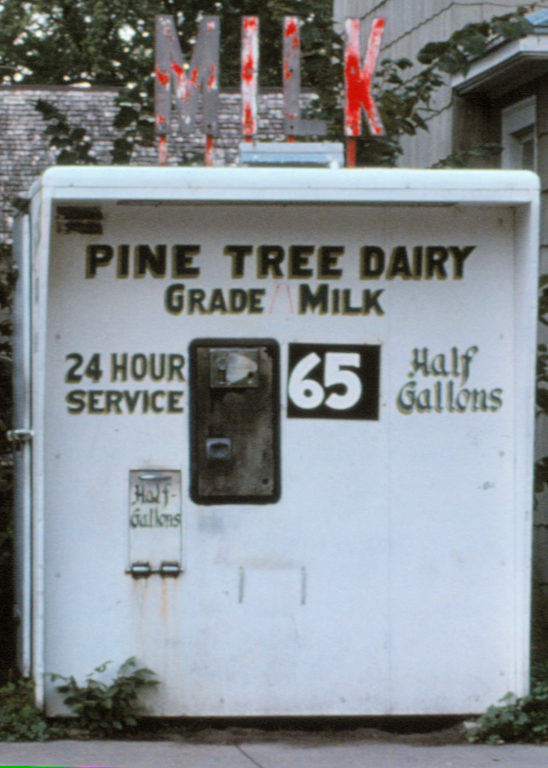 MILK
PINE TREE DAIRY
GRADE A MILK
24 HOUR
SERVICE
65
Half
Gallons
Half-
Gallons